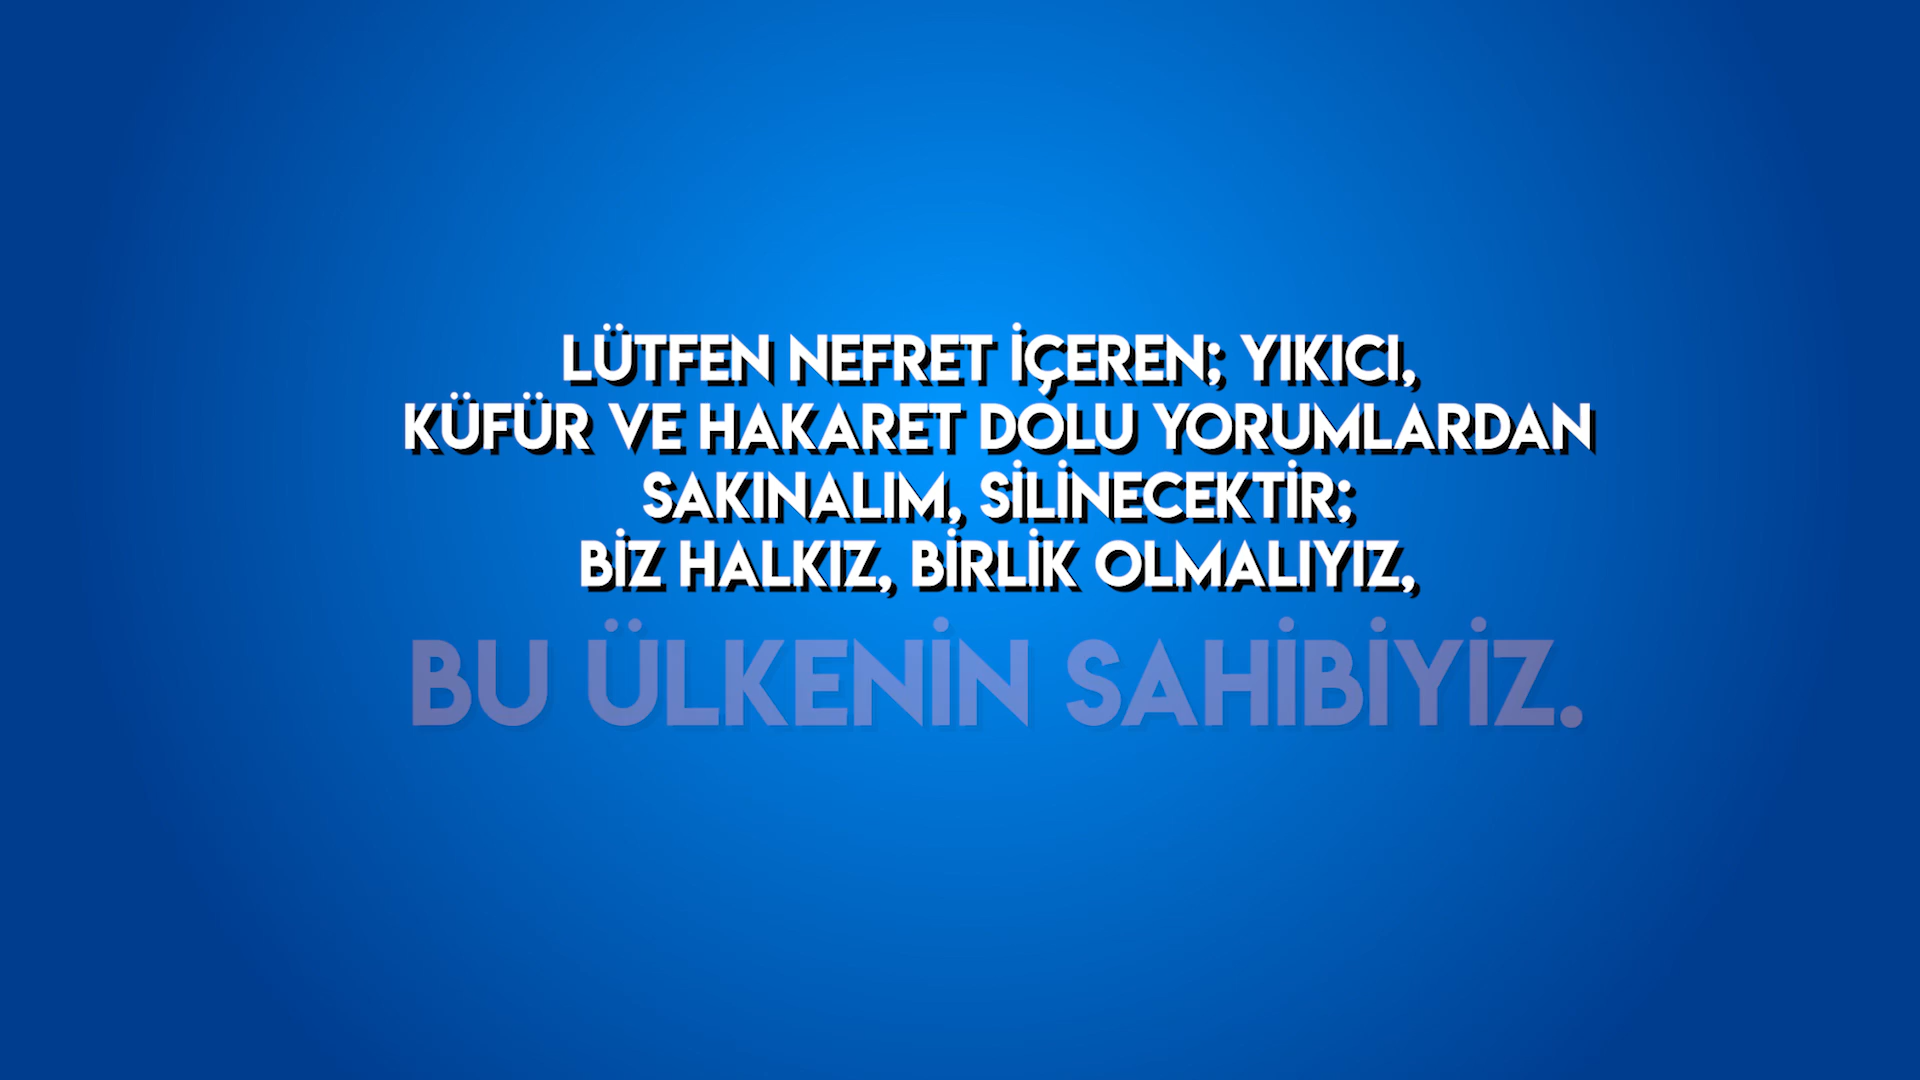 LÜTFEN NEFRET İÇEREN; YIKICI,
KÜFÜR VE HAKARET DOLU YORUMLARDAN
SAKINALIM, SİLİNECEKTİR;
BİZ HALKIZ, BİRLİK OLMALIYIZ,
BU ÜLKENİN SAHİBİYİZ.